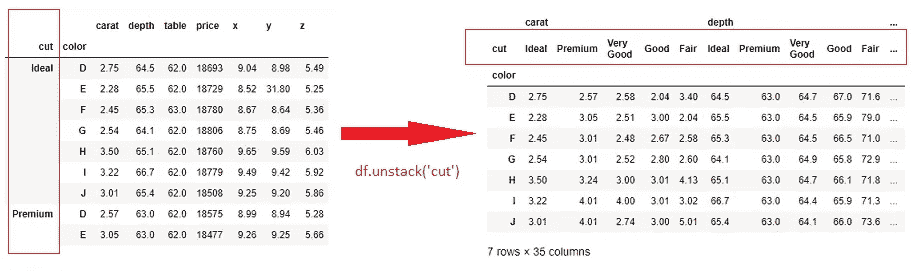 carat depth table price x y z
cut color
Ideal D 2.75 64.5 62.0 18693 9.04 8.98 5.49
E 2.28 65.5 62.0 18729 8.52 31.80 5.25
F 2.45 65.3 63.0 18780 8.67 8.64 5.36
G 2.54 64.1 62.0 18806 8.75 8.69 5.46
H 3.50 65.1 62.0 18760 9.65 9.59 6.03
I 3.22 66.7 62.0 18779 9.49 9.42 5.92
J 3.01 65.4 62.0 18508 9.25 9.20 5.86
Premium D 2.57 63.0 62.0 18575 8.99 8.94 5.28
E 3.05 63.0 62.0 18477 9.26 9.25 5.66
df.unstack('cut')
carat depth ...
cut Ideal Premium Very Good Good Fair Ideal Premium Very Good Good Fair ...
color
D 2.75 2.57 2.58 2.04 3.40 64.5 63.0 64.7 67.0 71.6 ...
E 2.28 3.05 2.51 3.00 2.04 65.5 63.0 64.5 65.9 79.0 ...
F 2.45 3.01 2.48 2.67 2.58 65.3 63.0 64.5 66.5 71.0 ...
G 2.54 3.01 2.52 2.80 2.60 64.1 63.0 64.9 65.8 72.9 ...
H 3.50 3.24 3.00 3.01 4.13 65.1 63.0 64.7 66.1 71.8 ...
I 3.22 4.01 4.00 3.01 3.02 66.7 63.0 64.4 65.9 71.3 ...
J 3.01 4.01 2.74 3.00 5.01 65.4 63.0 64.1 66.0 73.6 ...
7 rows × 35 columns